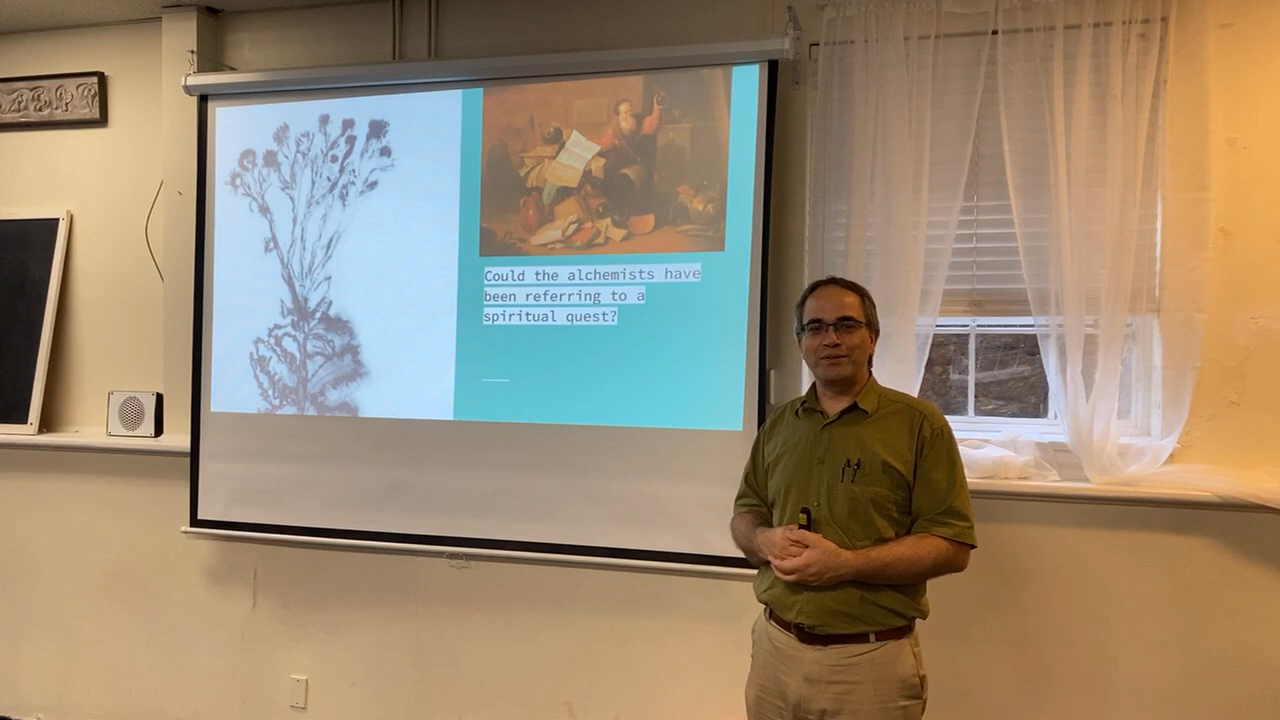 Could the alchemists have
been referring to a
spiritual quest?